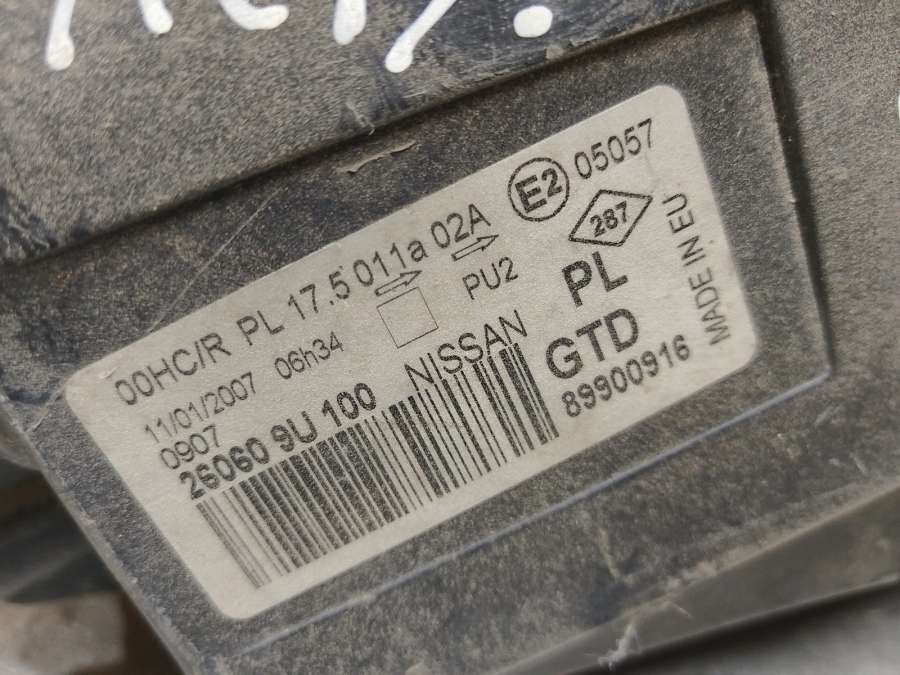 00HC/R PL 17.5 011a 02A E2 05057
11/01/2007 06h34 PU2 287
0907
26060 9U 100 NISSAN
PL
GTD
89900916
MADE IN EU